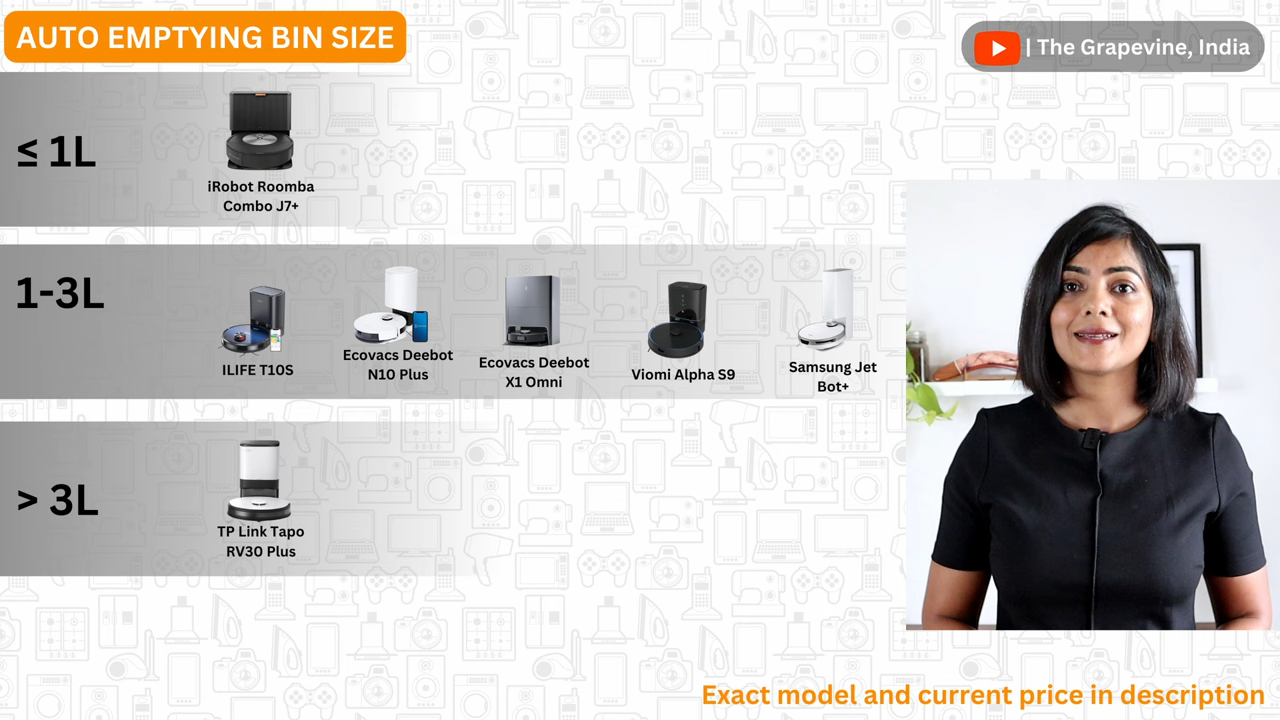 AUTO EMPTYING BIN SIZE
| The Grapevine, India
≤ 1L
iRobot Roomba
Combo J7+
1-3L
ILIFE T10S
Ecovacs Deebot
N10 Plus
Ecovacs Deebot
X1 Omni
Viomi Alpha S9
Samsung Jet
Bot+
> 3L
TP Link Tapo
RV30 Plus
Exact model and current price in description